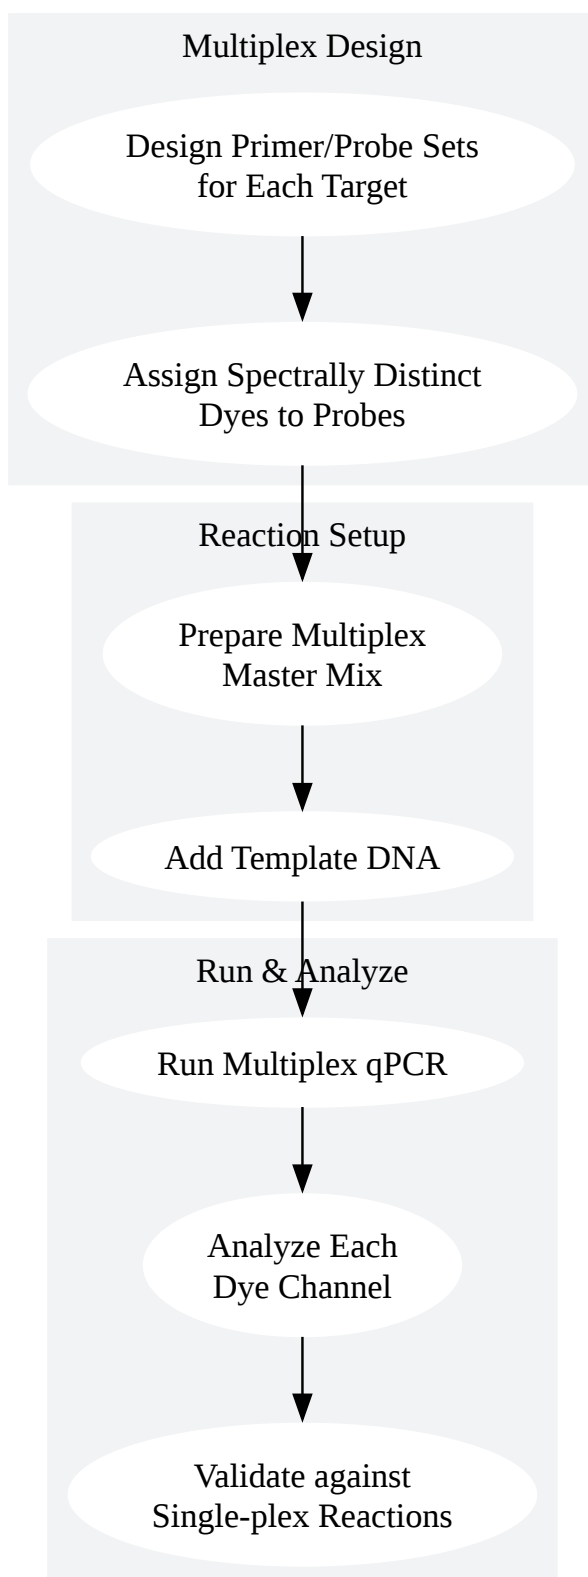 Multiplex Design
Design Primer/Probe Sets
for Each Target
Assign Spectrally Distinct
Dyes to Probes
Reaction Setup
Prepare Multiplex
Master Mix
Add Template DNA
Run & Analyze
Run Multiplex qPCR
Analyze Each
Dye Channel
Validate against
Single-plex Reactions